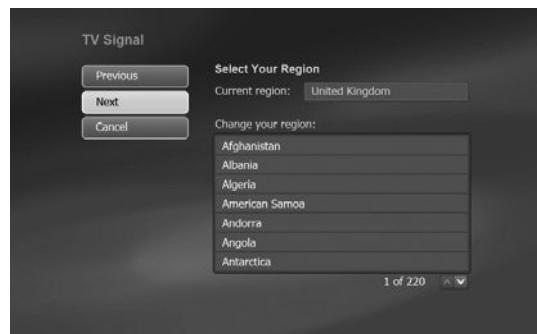 TV Signal
Previous
Next
Cancel
Select Your Region
Current region: United Kingdom
Change your region:
Afghanistan
Albania
Algeria
American Samoa
Andorra
Angola
Antarctica
1 of 220